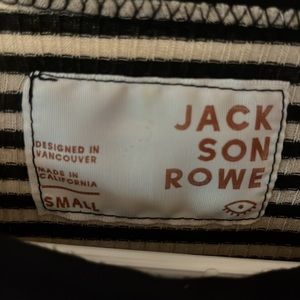 DESIGNED IN
VANCOUVER
MADE IN
CALIFORNIA
SMALL
JACK
SON
ROWE